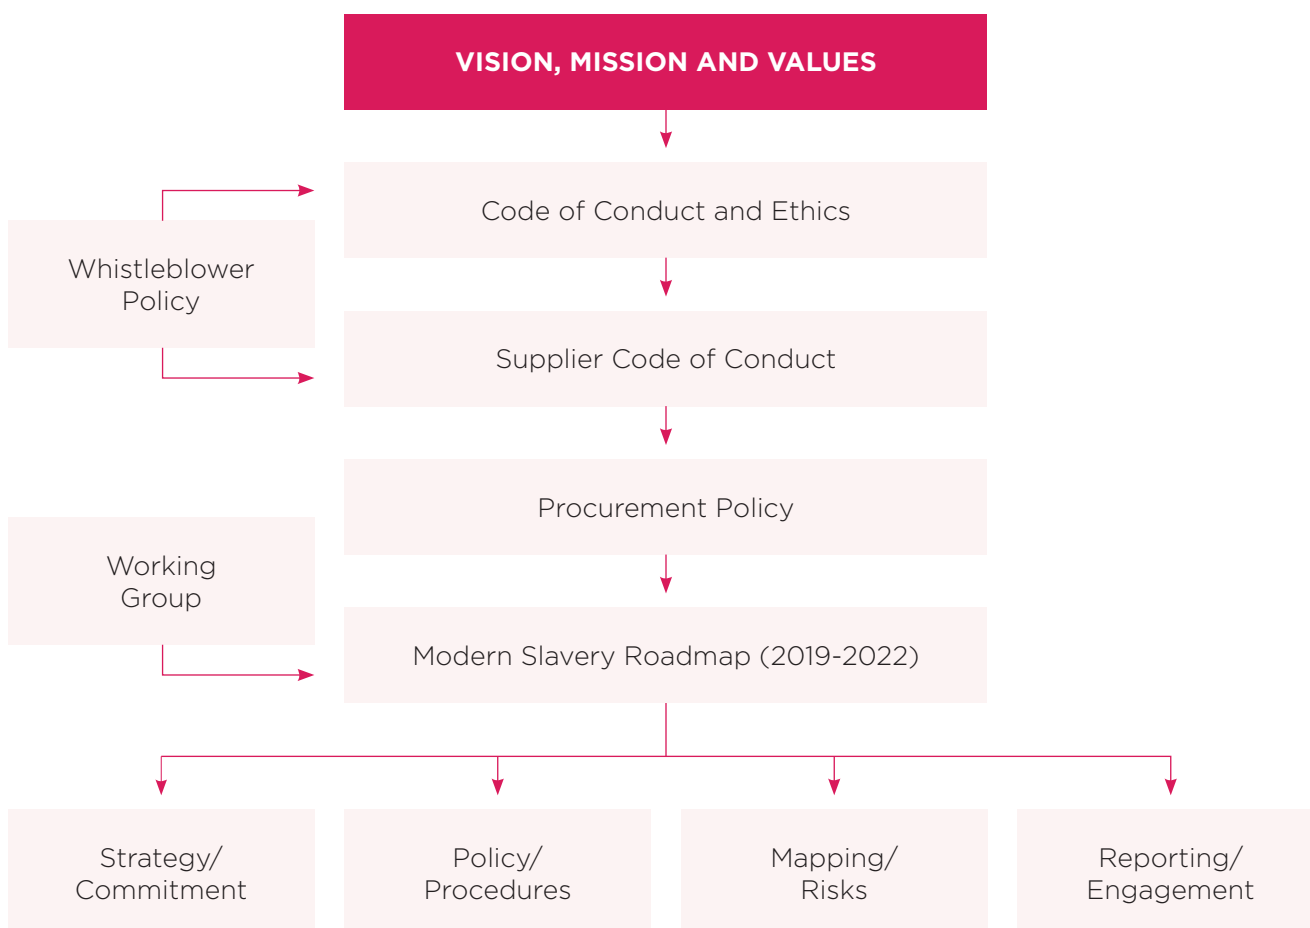 VISION, MISSION AND VALUES
Code of Conduct and Ethics
Whistleblower
Policy
Supplier Code of Conduct
Procurement Policy
Working
Group
Modern Slavery Roadmap (2019-2022)
Strategy/
Commitment
Policy/
Procedures
Mapping/
Risks
Reporting/
Engagement